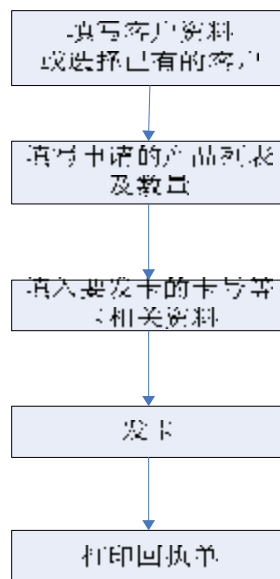 填写客户资料
或选择已有的客户
填写申请的产品列表
及数量
填入要发卡的卡号等
相关资料
发卡
打印回执单